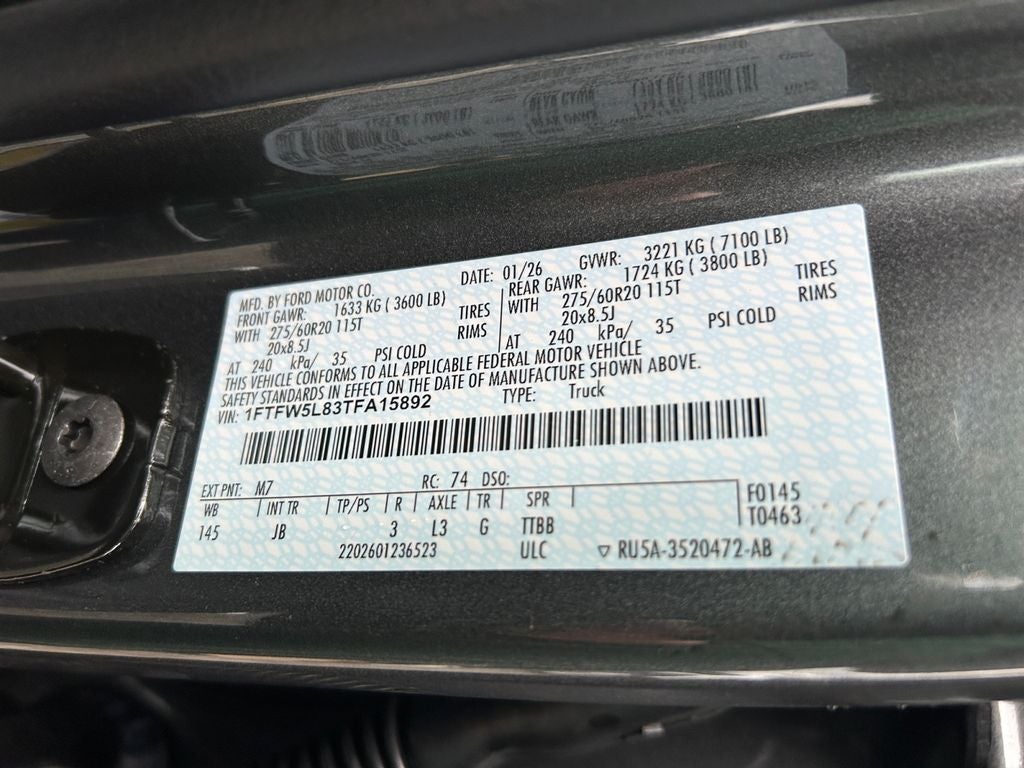 MFD. BY FORD MOTOR CO. DATE: 01/26 GVWR: 3221 KG ( 7100 LB)
FRONT GAWR: 1633 KG ( 3600 LB) REAR GAWR: 1724 KG ( 3800 LB)
WITH 275/60R20 115T TIRES WITH 275/60R20 115T TIRES
20x8.5J RIMS 20x8.5J RIMS
AT 240 kPa/ 35 PSI COLD AT 240 kPa/ 35 PSI COLD
THIS VEHICLE CONFORMS TO ALL APPLICABLE FEDERAL MOTOR VEHICLE
SAFETY STANDARDS IN EFFECT ON THE DATE OF MANUFACTURE SHOWN ABOVE.
VIN: 1FTFW5L83TFA15892 TYPE: Truck
EXT PNT: M7 RC: 74 DSO:
WB INT TR TP/PS R AXLE TR SPR F0145
145 JB 3 L3 G TTBB T0463
2202601236523 ULC ▽ RU5A-3520472-AB